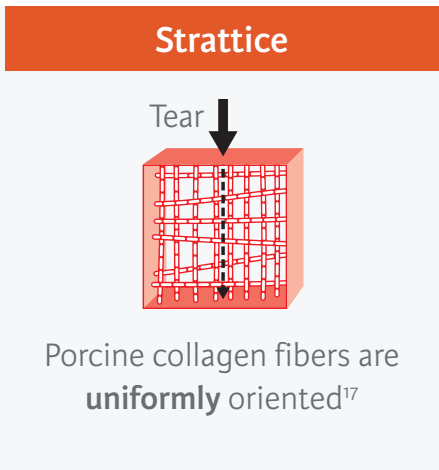 Strattice
Tear
Porcine collagen fibers are
uniformly oriented¹⁷